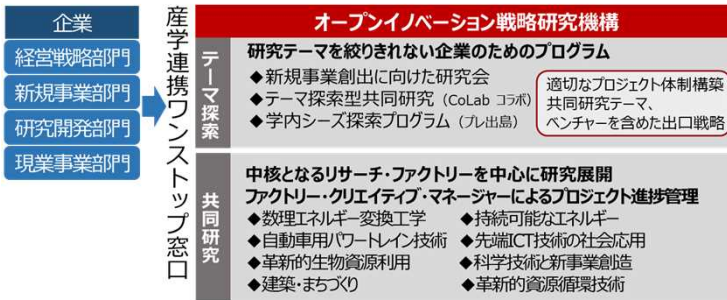 企業
経営戦略部門
新規事業部門
研究開発部門
現業事業部門
産学連携ワンストップ窓口
オープンイノベーション戦略研究機構
テーマ探索
研究テーマを絞りきれない企業のためのプログラム
◆新規事業創出に向けた研究会
◆テーマ探索型共同研究（CoLab コラボ）
◆学内シーズ探索プログラム（プレ出島）
適切なプロジェクト体制構築
共同研究テーマ、
ベンチャーを含めた出口戦略
共同研究
中核となるリサーチ・ファクトリーを中心に研究展開
ファクトリー・クリエイティブ・マネージャーによるプロジェクト進捗管理
◆数理エネルギー変換工学
◆自動車用パワートレイン技術
◆革新的生物資源利用
◆建築・まちづくり
◆持続可能なエネルギー
◆先端ICT技術の社会応用
◆科学技術と新事業創造
◆革新的資源循環技術